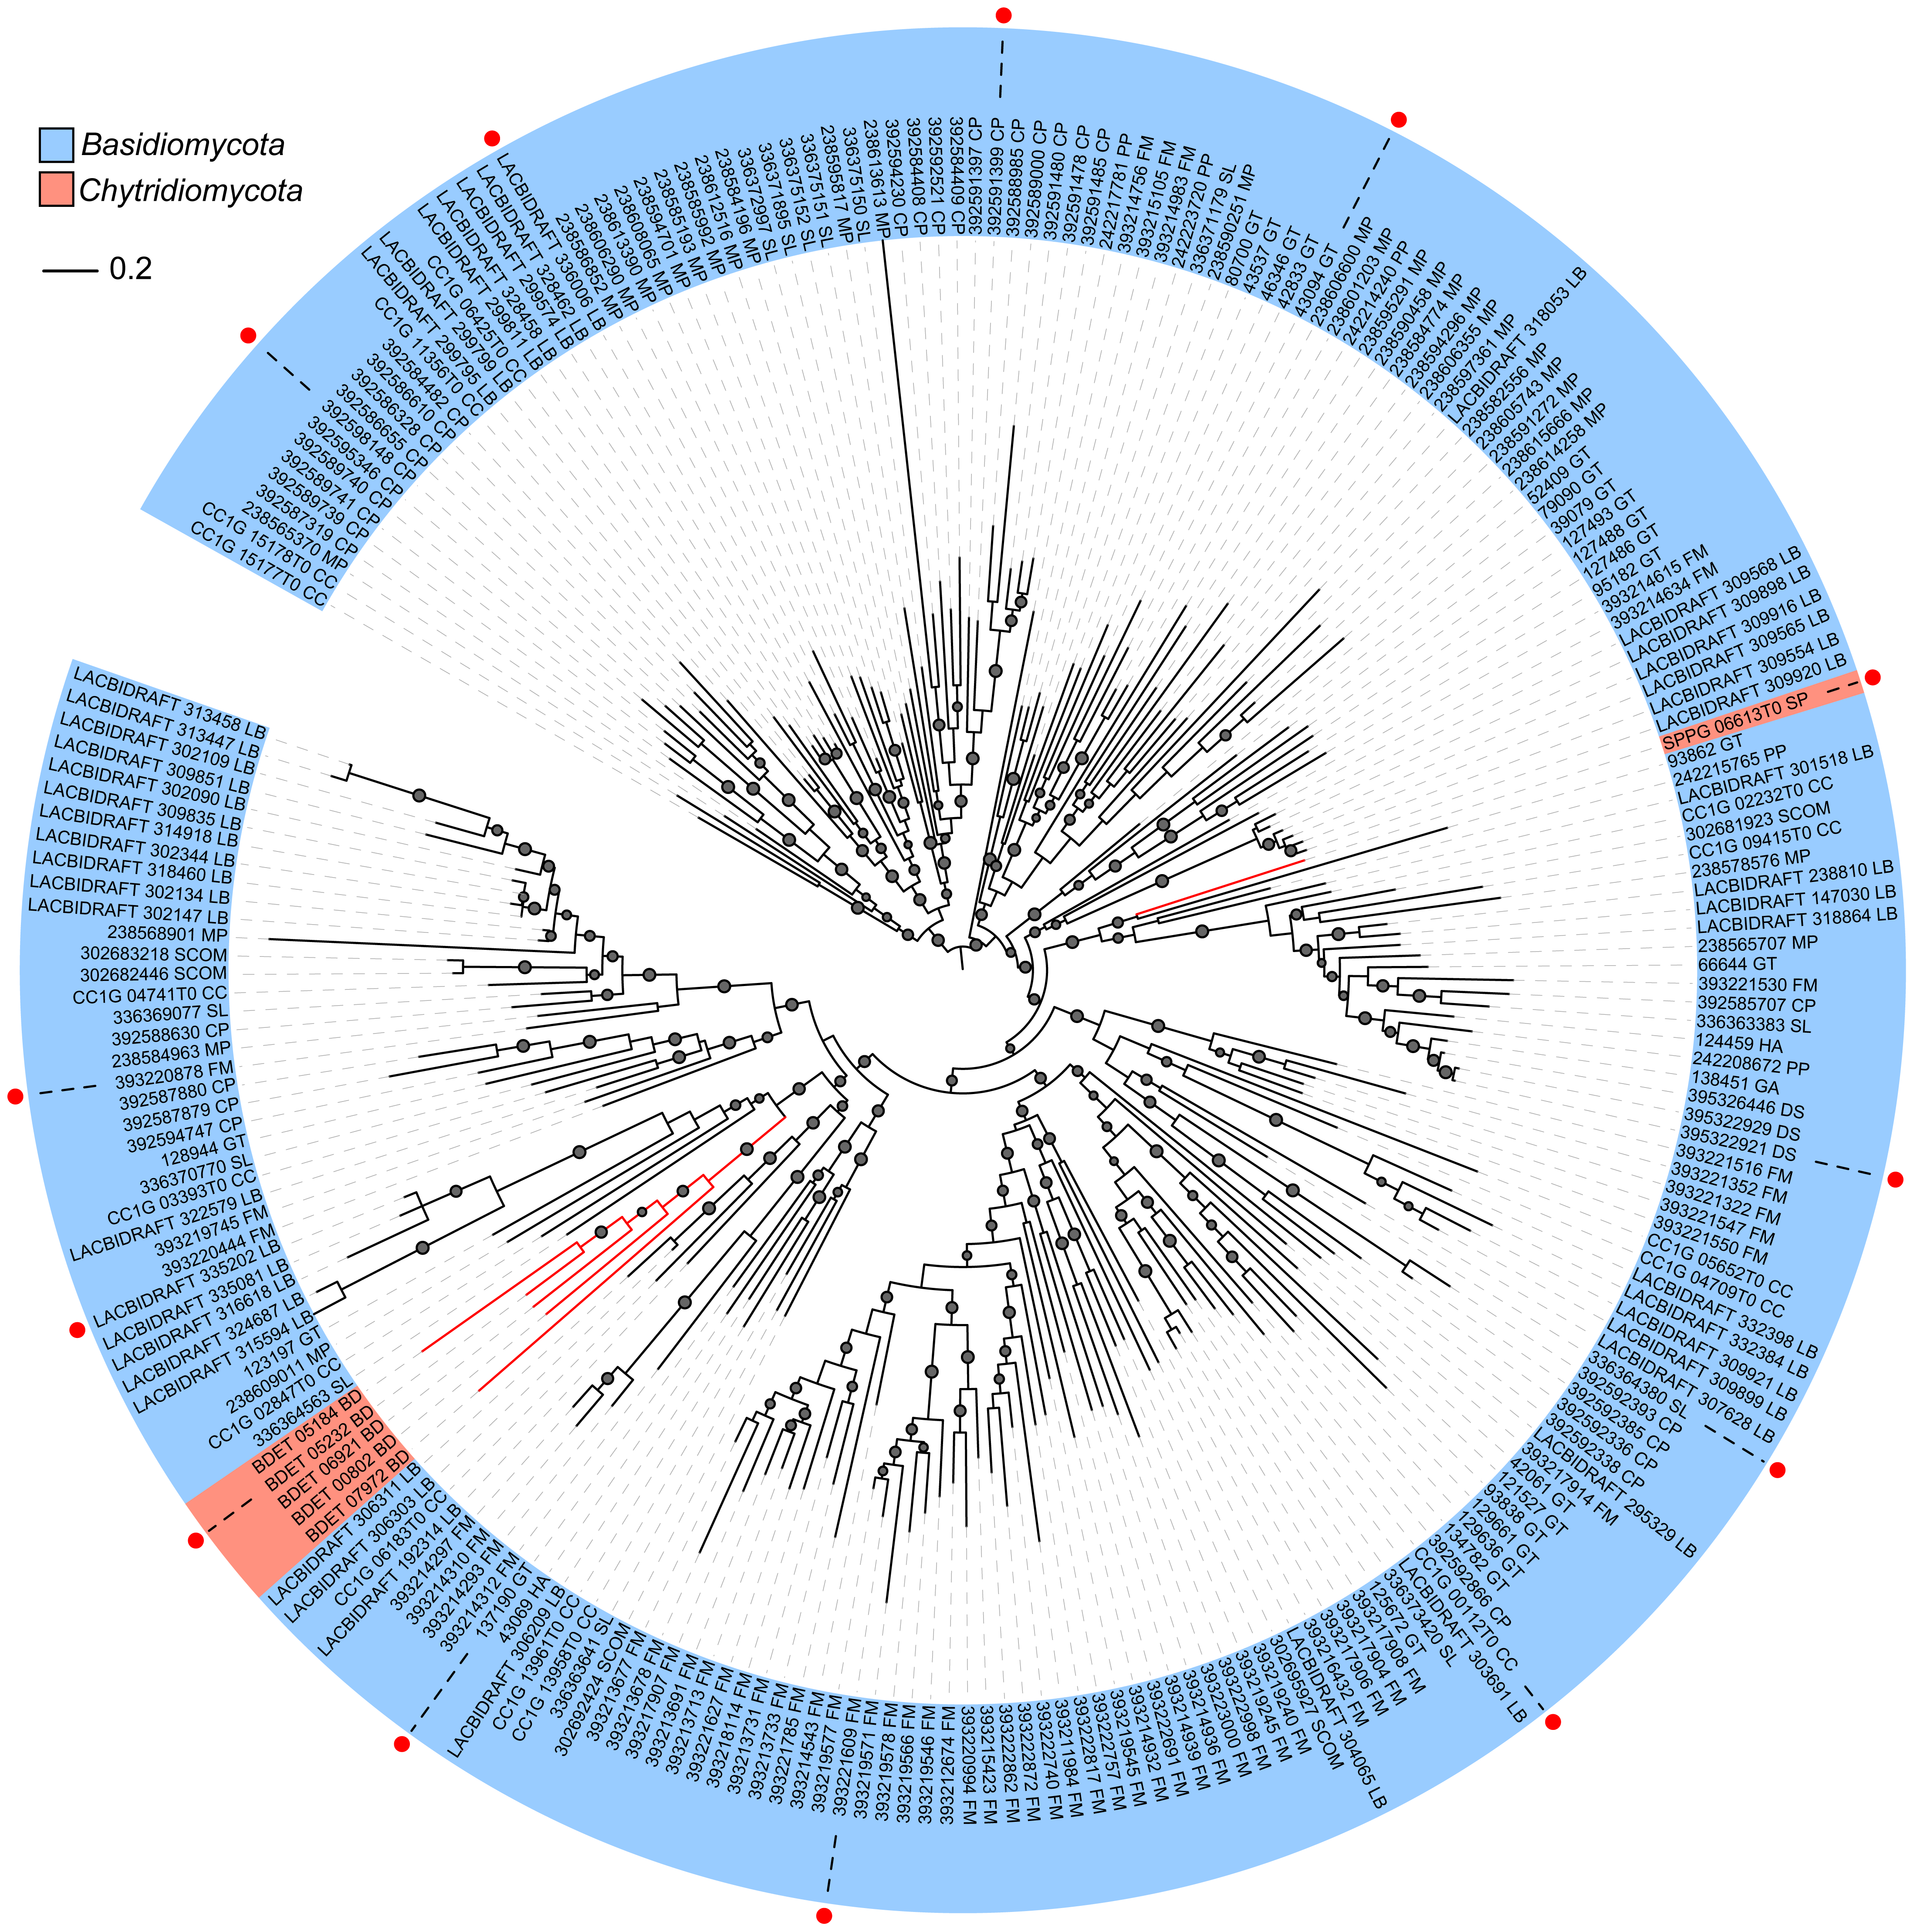 Basidiomycota
Chytridiomycota
0.2
CC1G 15177T0 CC
CC1G 15178T0 CC
238565370 MP
392587319 CP
392589739 CP
392589741 CP
392589740 CP
392595346 CP
392598148 CP
392586655 CP
392586328 CP
392586610 CP
392584482 CP
CC1G 11356T0 CC
LACBIDRAFT 299795 LB
LACBIDRAFT 299799 LB
CC1G 06425T0 CC
LACBIDRAFT 299811 LB
LACBIDRAFT 299574 LB
LACBIDRAFT 328458 LB
LACBIDRAFT 328462 LB
LACBIDRAFT 336006 LB
238586852 MP
238606290 MP
238613390 MP
238608065 MP
238594701 MP
238585193 MP
238585992 MP
238612516 MP
238584196 MP
336372997 SL
336371895 SL
336375152 SL
336375151 SL
238595817 MP
336375150 SL
238613613 MP
392594230 CP
392584408 CP
392592521 CP
392584409 CP
392591397 CP
392591399 CP
392588985 CP
392589000 CP
392591480 CP
392591478 CP
392591485 CP
242217781 PP
393214756 FM
393215105 FM
393214983 FM
242223720 PP
336371179 SL
238590251 MP
80700 GT
43537 GT
46346 GT
42833 GT
43094 GT
238606600 MP
238601203 MP
242214240 PP
238595291 MP
238590458 MP
238584774 MP
238594296 MP
238606355 MP
238597361 MP
LACBIDRAFT 318053 LB
238582556 MP
238605743 MP
238591272 MP
238615666 MP
238614258 MP
52409 GT
79090 GT
39079 GT
127493 GT
127488 GT
127486 GT
95182 GT
393214615 FM
393214634 FM
LACBIDRAFT 309568 LB
LACBIDRAFT 309898 LB
LACBIDRAFT 309916 LB
LACBIDRAFT 309565 LB
LACBIDRAFT 309554 LB
LACBIDRAFT 309920 LB
SPPG 06613T0 SP
93862 GT
242215765 PP
LACBIDRAFT 301518 LB
CC1G 02232T0 CC
302681923 SCOM
CC1G 09415T0 CC
238578576 MP
LACBIDRAFT 238810 LB
LACBIDRAFT 147030 LB
LACBIDRAFT 318864 LB
238565707 MP
66644 GT
393221530 FM
392585707 CP
336363383 SL
124459 HA
242208672 PP
138451 GA
395326446 DS
395322929 DS
395322921 DS
393221516 FM
393221352 FM
393221322 FM
393221547 FM
393221550 FM
CC1G 05652T0 CC
CC1G 04709T0 CC
LACBIDRAFT 332398 LB
LACBIDRAFT 332384 LB
LACBIDRAFT 309921 LB
LACBIDRAFT 309899 LB
LACBIDRAFT 307628 LB
336364380 SL
392592393 CP
392592385 CP
392592336 CP
392592338 CP
LACBIDRAFT 295329 LB
393217914 FM
42061 GT
121527 GT
93838 GT
129661 GT
129636 GT
134782 GT
392592866 CP
CC1G 00112T0 CC
LACBIDRAFT 303691 LB
336373420 SL
125672 GT
393217908 FM
393217904 FM
393217906 FM
393216432 FM
LACBIDRAFT 304065 LB
302695927 SCOM
393219240 FM
393219245 FM
393222998 FM
393223000 FM
393214936 FM
393214939 FM
393222691 FM
393214932 FM
393219545 FM
393222757 FM
393222817 FM
393211984 FM
393222740 FM
393222872 FM
393222862 FM
393215423 FM
393220994 FM
393212674 FM
393219546 FM
393219566 FM
393219578 FM
393219571 FM
393221609 FM
393219577 FM
393214543 FM
393221785 FM
393213733 FM
393213731 FM
393218114 FM
393221627 FM
393213713 FM
393213691 FM
393217907 FM
393213678 FM
393213677 FM
302692424 SCOM
336366341 SL
CC1G 13958T0 CC
CC1G 13961T0 CC
LACBIDRAFT 306209 LB
43069 HA
137190 GT
393214312 FM
393214293 FM
393214310 FM
393214297 FM
LACBIDRAFT 192314 LB
CC1G 06183T0 CC
LACBIDRAFT 306303 LB
LACBIDRAFT 306311 LB
BDET 07972 BD
BDET 00802 BD
BDET 06921 BD
BDET 05232 BD
BDET 05184 BD
336364563 SL
CC1G 02847T0 CC
238609011 MP
123197 GT
LACBIDRAFT 315594 LB
LACBIDRAFT 324687 LB
LACBIDRAFT 316618 LB
LACBIDRAFT 335081 LB
LACBIDRAFT 335202 LB
393220444 FM
393219745 FM
LACBIDRAFT 322579 LB
CC1G 03393T0 CC
336370770 SL
128944 GT
392594747 CP
392587879 CP
392587880 CP
393220878 FM
238584963 MP
392588630 CP
336369077 SL
CC1G 04741T0 CC
302682446 SCOM
302683218 SCOM
238568901 MP
LACBIDRAFT 302147 LB
LACBIDRAFT 302134 LB
LACBIDRAFT 318460 LB
LACBIDRAFT 302344 LB
LACBIDRAFT 314918 LB
LACBIDRAFT 309835 LB
LACBIDRAFT 302090 LB
LACBIDRAFT 309851 LB
LACBIDRAFT 302109 LB
LACBIDRAFT 313447 LB
LACBIDRAFT 313458 LB